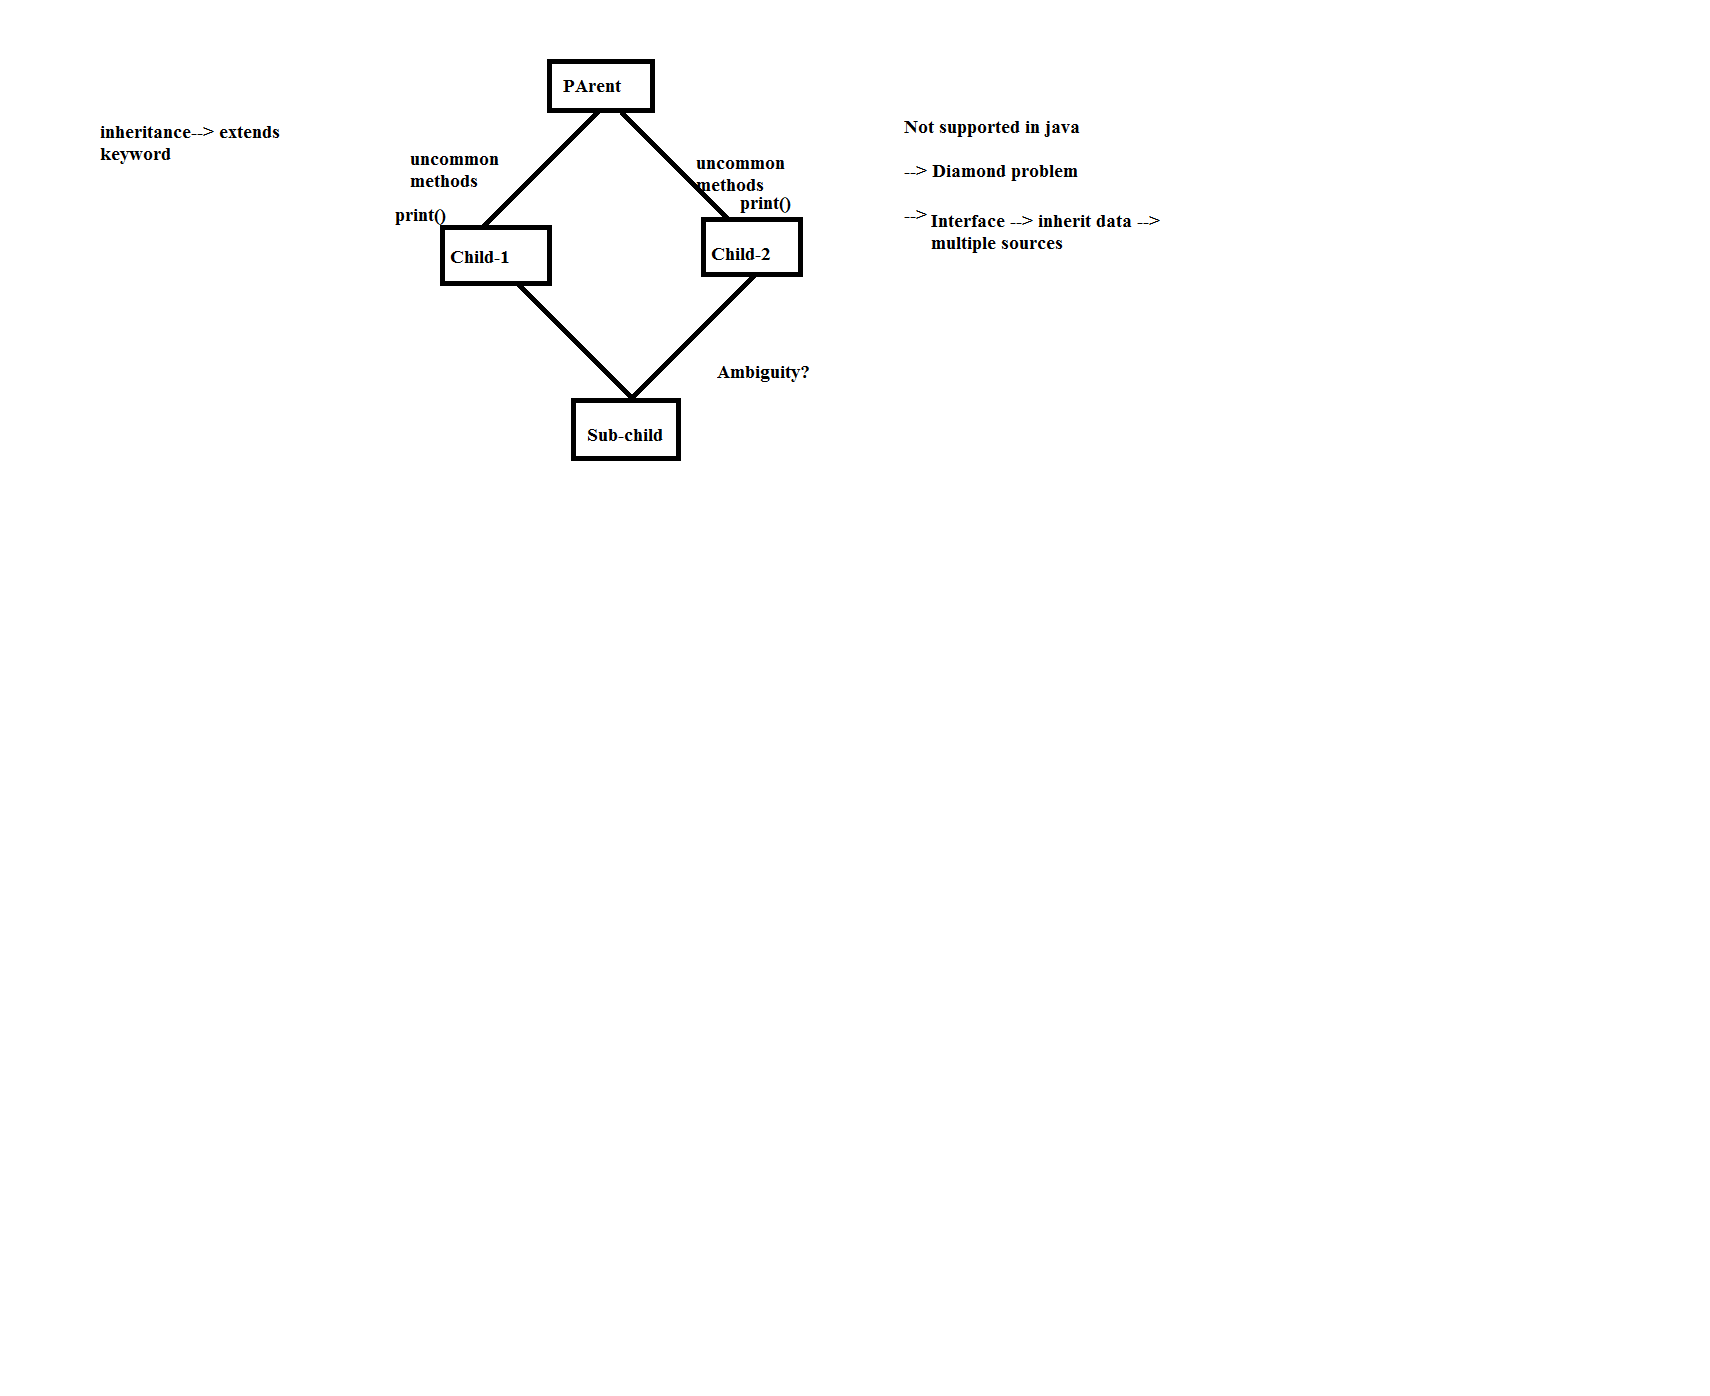 PArent
inheritance--> extends
keyword
uncommon
methods
print()
uncommon
methods
print()
Child-1
Child-2
Ambiguity?
Sub-child
Not supported in java
--> Diamond problem
--> Interface --> inherit data -->
multiple sources